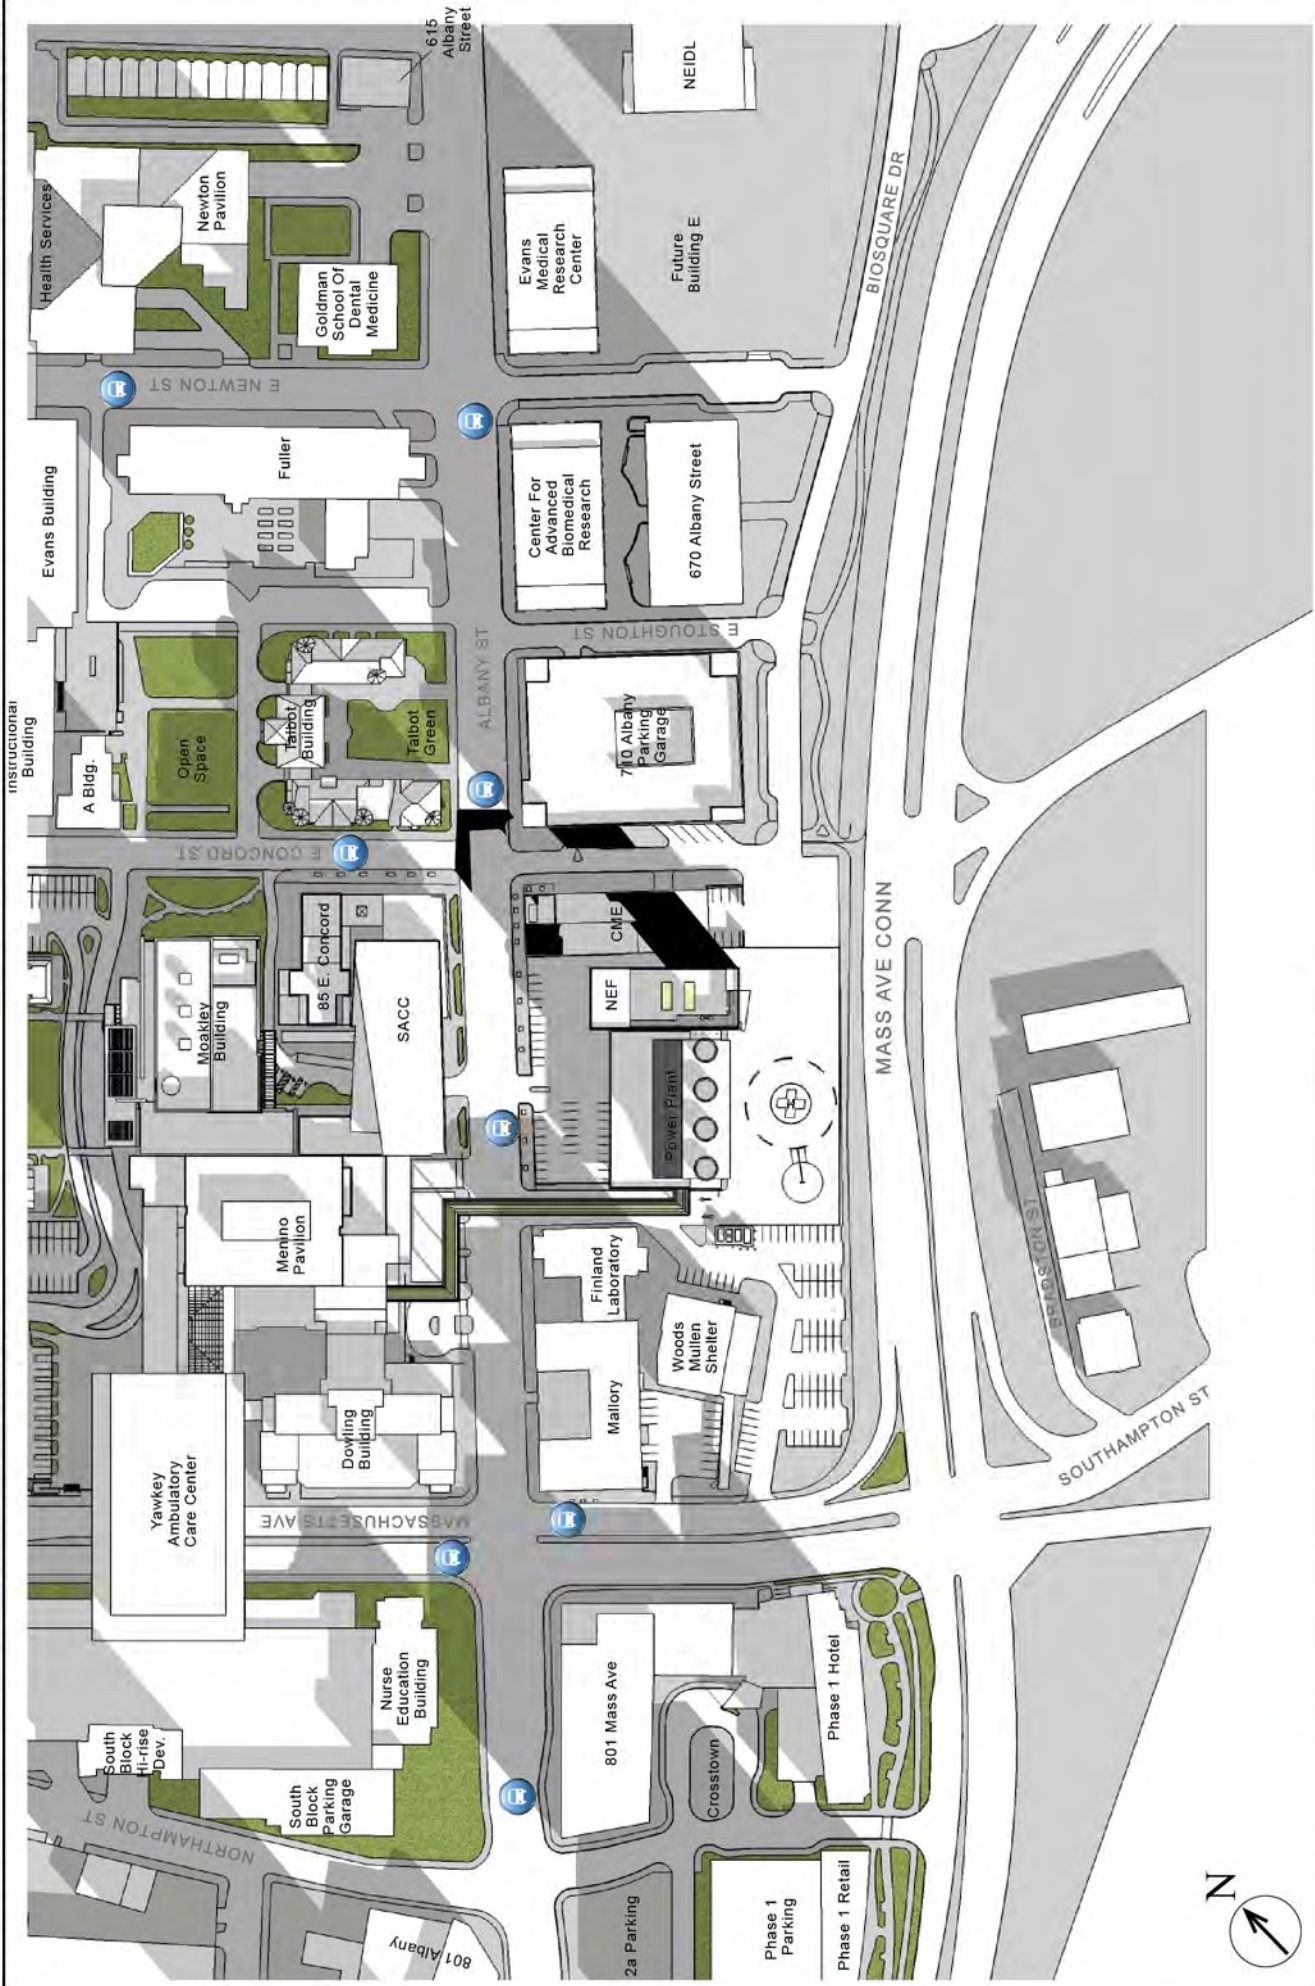 615
Albany
Street
NEIDL
Health Services
Newton
Pavilion
Goldman
School Of
Dental
Medicine
Evans
Medical
Research
Center
Future
Building E
BIOSQUARE DR
E NEWTON ST
Evans Building
Fuller
Center For
Advanced
Biomedical
Research
670 Albany Street
E STOUGHTON ST
ALBANY ST
Instructional
Building
A Bldg.
Open
Space
Talbot
Building
Talbot
Green
710 Albany
Parking
Garage
E CONCORD ST
MASS AVE CONN
Moakley
Building
85 E. Concord
SACC
CME
NEF
Power Plant
Menino
Pavilion
Finland
Laboratory
Woods
Mullen
Shelter
Mallory
BRADSTON ST
SOUTHAMPTON ST
Yawkey
Ambulatory
Care Center
Dowling
Building
MASSACHUSETTS AVE
Nurse
Education
Building
801 Mass Ave
Phase 1 Hotel
South
Block
Hi-rise
Dev.
South
Block
Parking
Garage
Crosstown
NORTHAMPTON ST
801 Albany
2a Parking
Phase 1
Parking
Phase 1 Retail
N